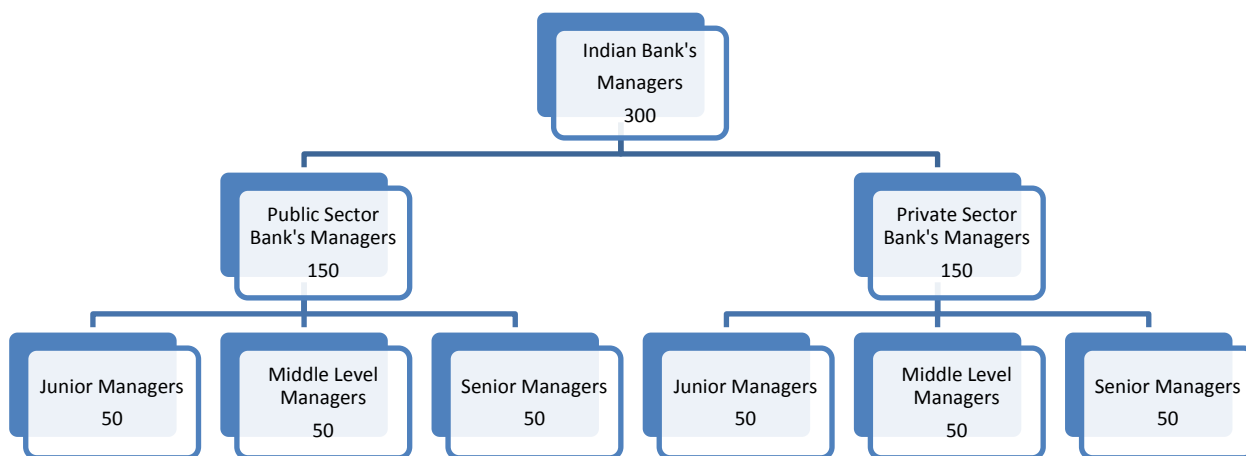 Indian Bank's
Managers
300
Public Sector
Bank's Managers
150
Private Sector
Bank's Managers
150
Junior Managers
50
Middle Level
Managers
50
Senior Managers
50
Junior Managers
50
Middle Level
Managers
50
Senior Managers
50